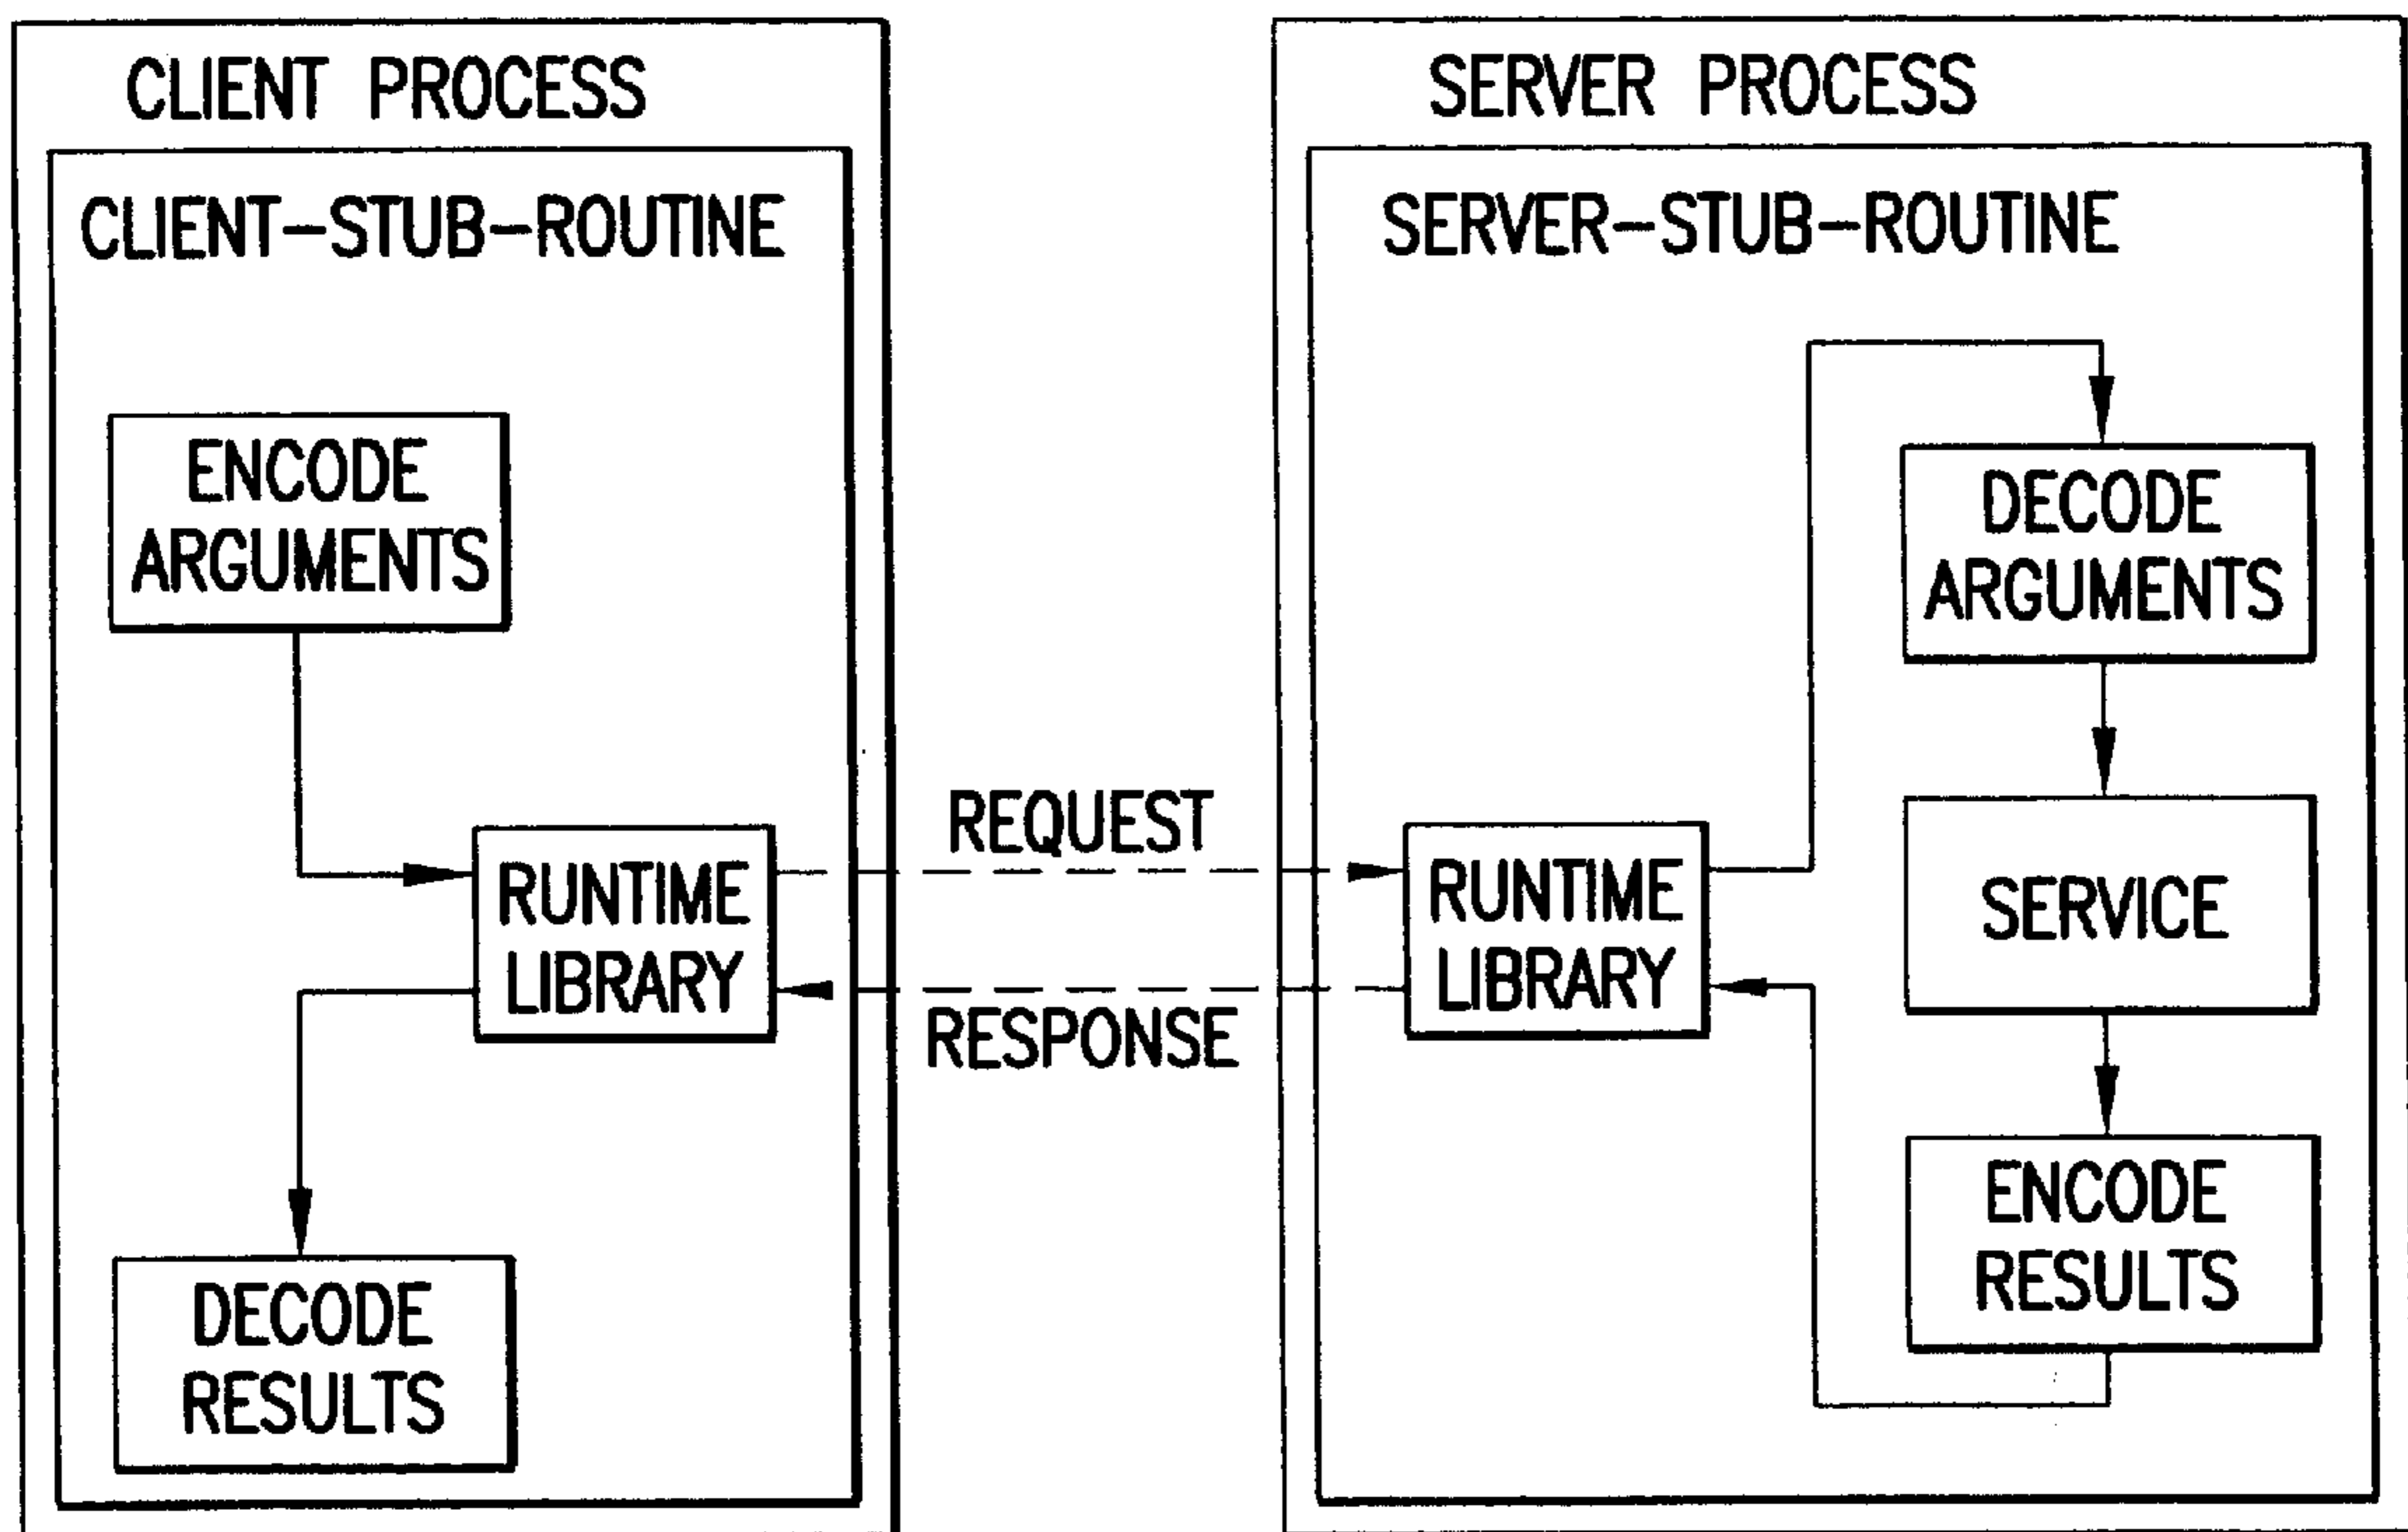 CLIENT PROCESS
CLIENT-STUB-ROUTINE
ENCODE
ARGUMENTS
RUNTIME
LIBRARY
DECODE
RESULTS
REQUEST
RESPONSE
SERVER PROCESS
SERVER-STUB-ROUTINE
RUNTIME
LIBRARY
DECODE
ARGUMENTS
SERVICE
ENCODE
RESULTS